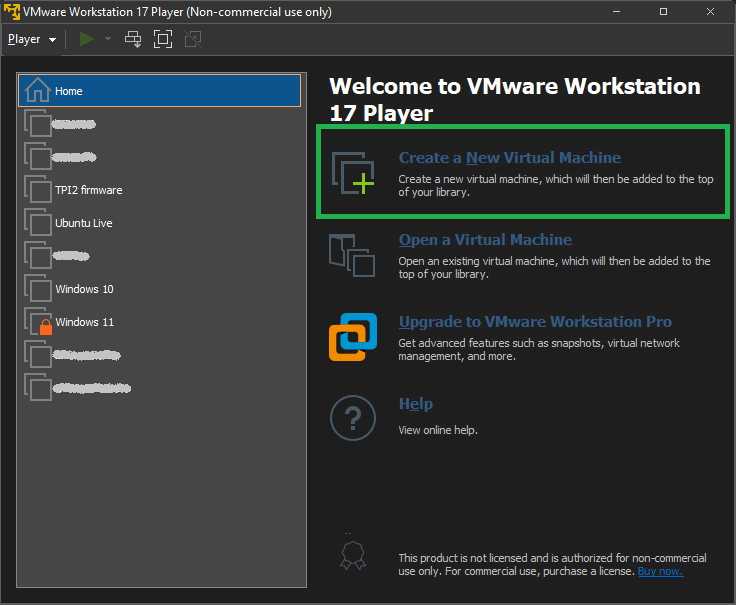 VMware Workstation 17 Player (Non-commercial use only)
Player
Home
TPI2 firmware
Ubuntu Live
Windows 10
Windows 11
Welcome to VMware Workstation
17 Player
Create a New Virtual Machine
Create a new virtual machine, which will then be added to the top
of your library.
Open a Virtual Machine
Open an existing virtual machine, which will then be added to the
top of your library.
Upgrade to VMware Workstation Pro
Get advanced features such as snapshots, virtual network
management, and more.
Help
View online help.
This product is not licensed and is authorized for non-commercial
use only. For commercial use, purchase a license. Buy now.